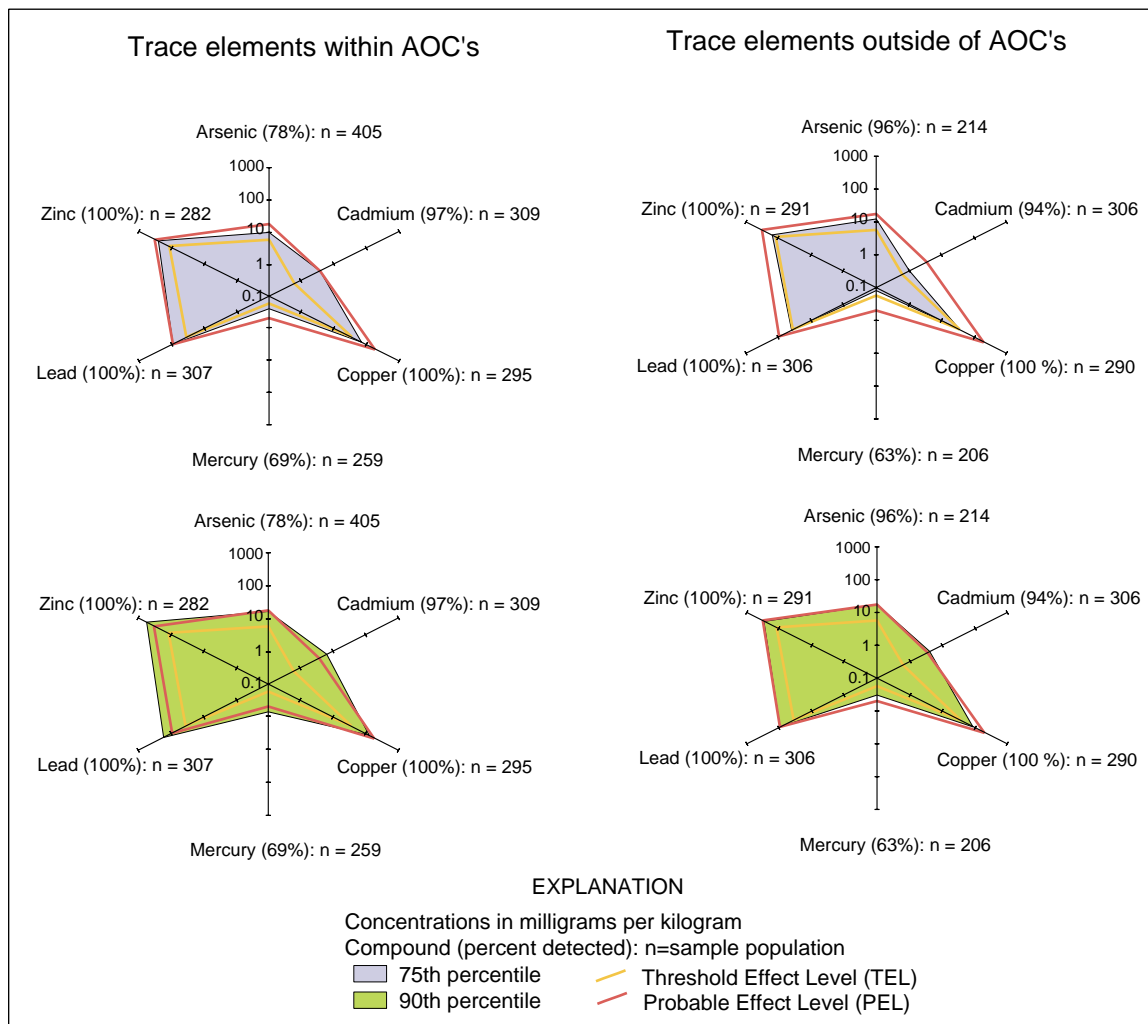 Trace elements within AOC's
Trace elements outside of AOC's
Arsenic (78%): n = 405
1000
100
10
1
0.1
Zinc (100%): n = 282
Cadmium (97%): n = 309
Lead (100%): n = 307
Copper (100%): n = 295
Mercury (69%): n = 259
Arsenic (96%): n = 214
1000
100
10
1
0.1
Zinc (100%): n = 291
Cadmium (94%): n = 306
Lead (100%): n = 306
Copper (100 %): n = 290
Mercury (63%): n = 206
Arsenic (78%): n = 405
1000
100
10
1
0.1
Zinc (100%): n = 282
Cadmium (97%): n = 309
Lead (100%): n = 307
Copper (100%): n = 295
Mercury (69%): n = 259
Arsenic (96%): n = 214
1000
100
10
1
0.1
Zinc (100%): n = 291
Cadmium (94%): n = 306
Lead (100%): n = 306
Copper (100 %): n = 290
Mercury (63%): n = 206
EXPLANATION
Concentrations in milligrams per kilogram
Compound (percent detected): n=sample population
75th percentile
Threshold Effect Level (TEL)
90th percentile
Probable Effect Level (PEL)